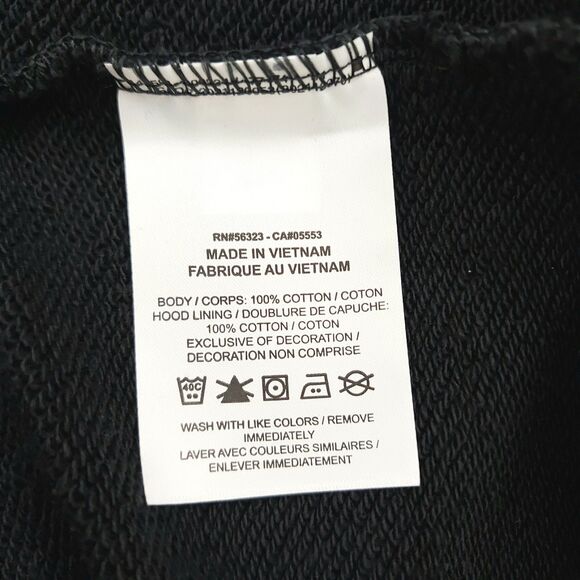 RN#56323 - CA#05553
MADE IN VIETNAM
FABRIQUE AU VIETNAM
BODY / CORPS: 100% COTTON / COTON
HOOD LINING / DOUBLURE DE CAPUCHE:
100% COTTON / COTON
EXCLUSIVE OF DECORATION /
DECORATION NON COMPRISE
40C
WASH WITH LIKE COLORS / REMOVE
IMMEDIATELY
LAVER AVEC COULEURS SIMILAIRES /
ENLEVER IMMEDIATEMENT